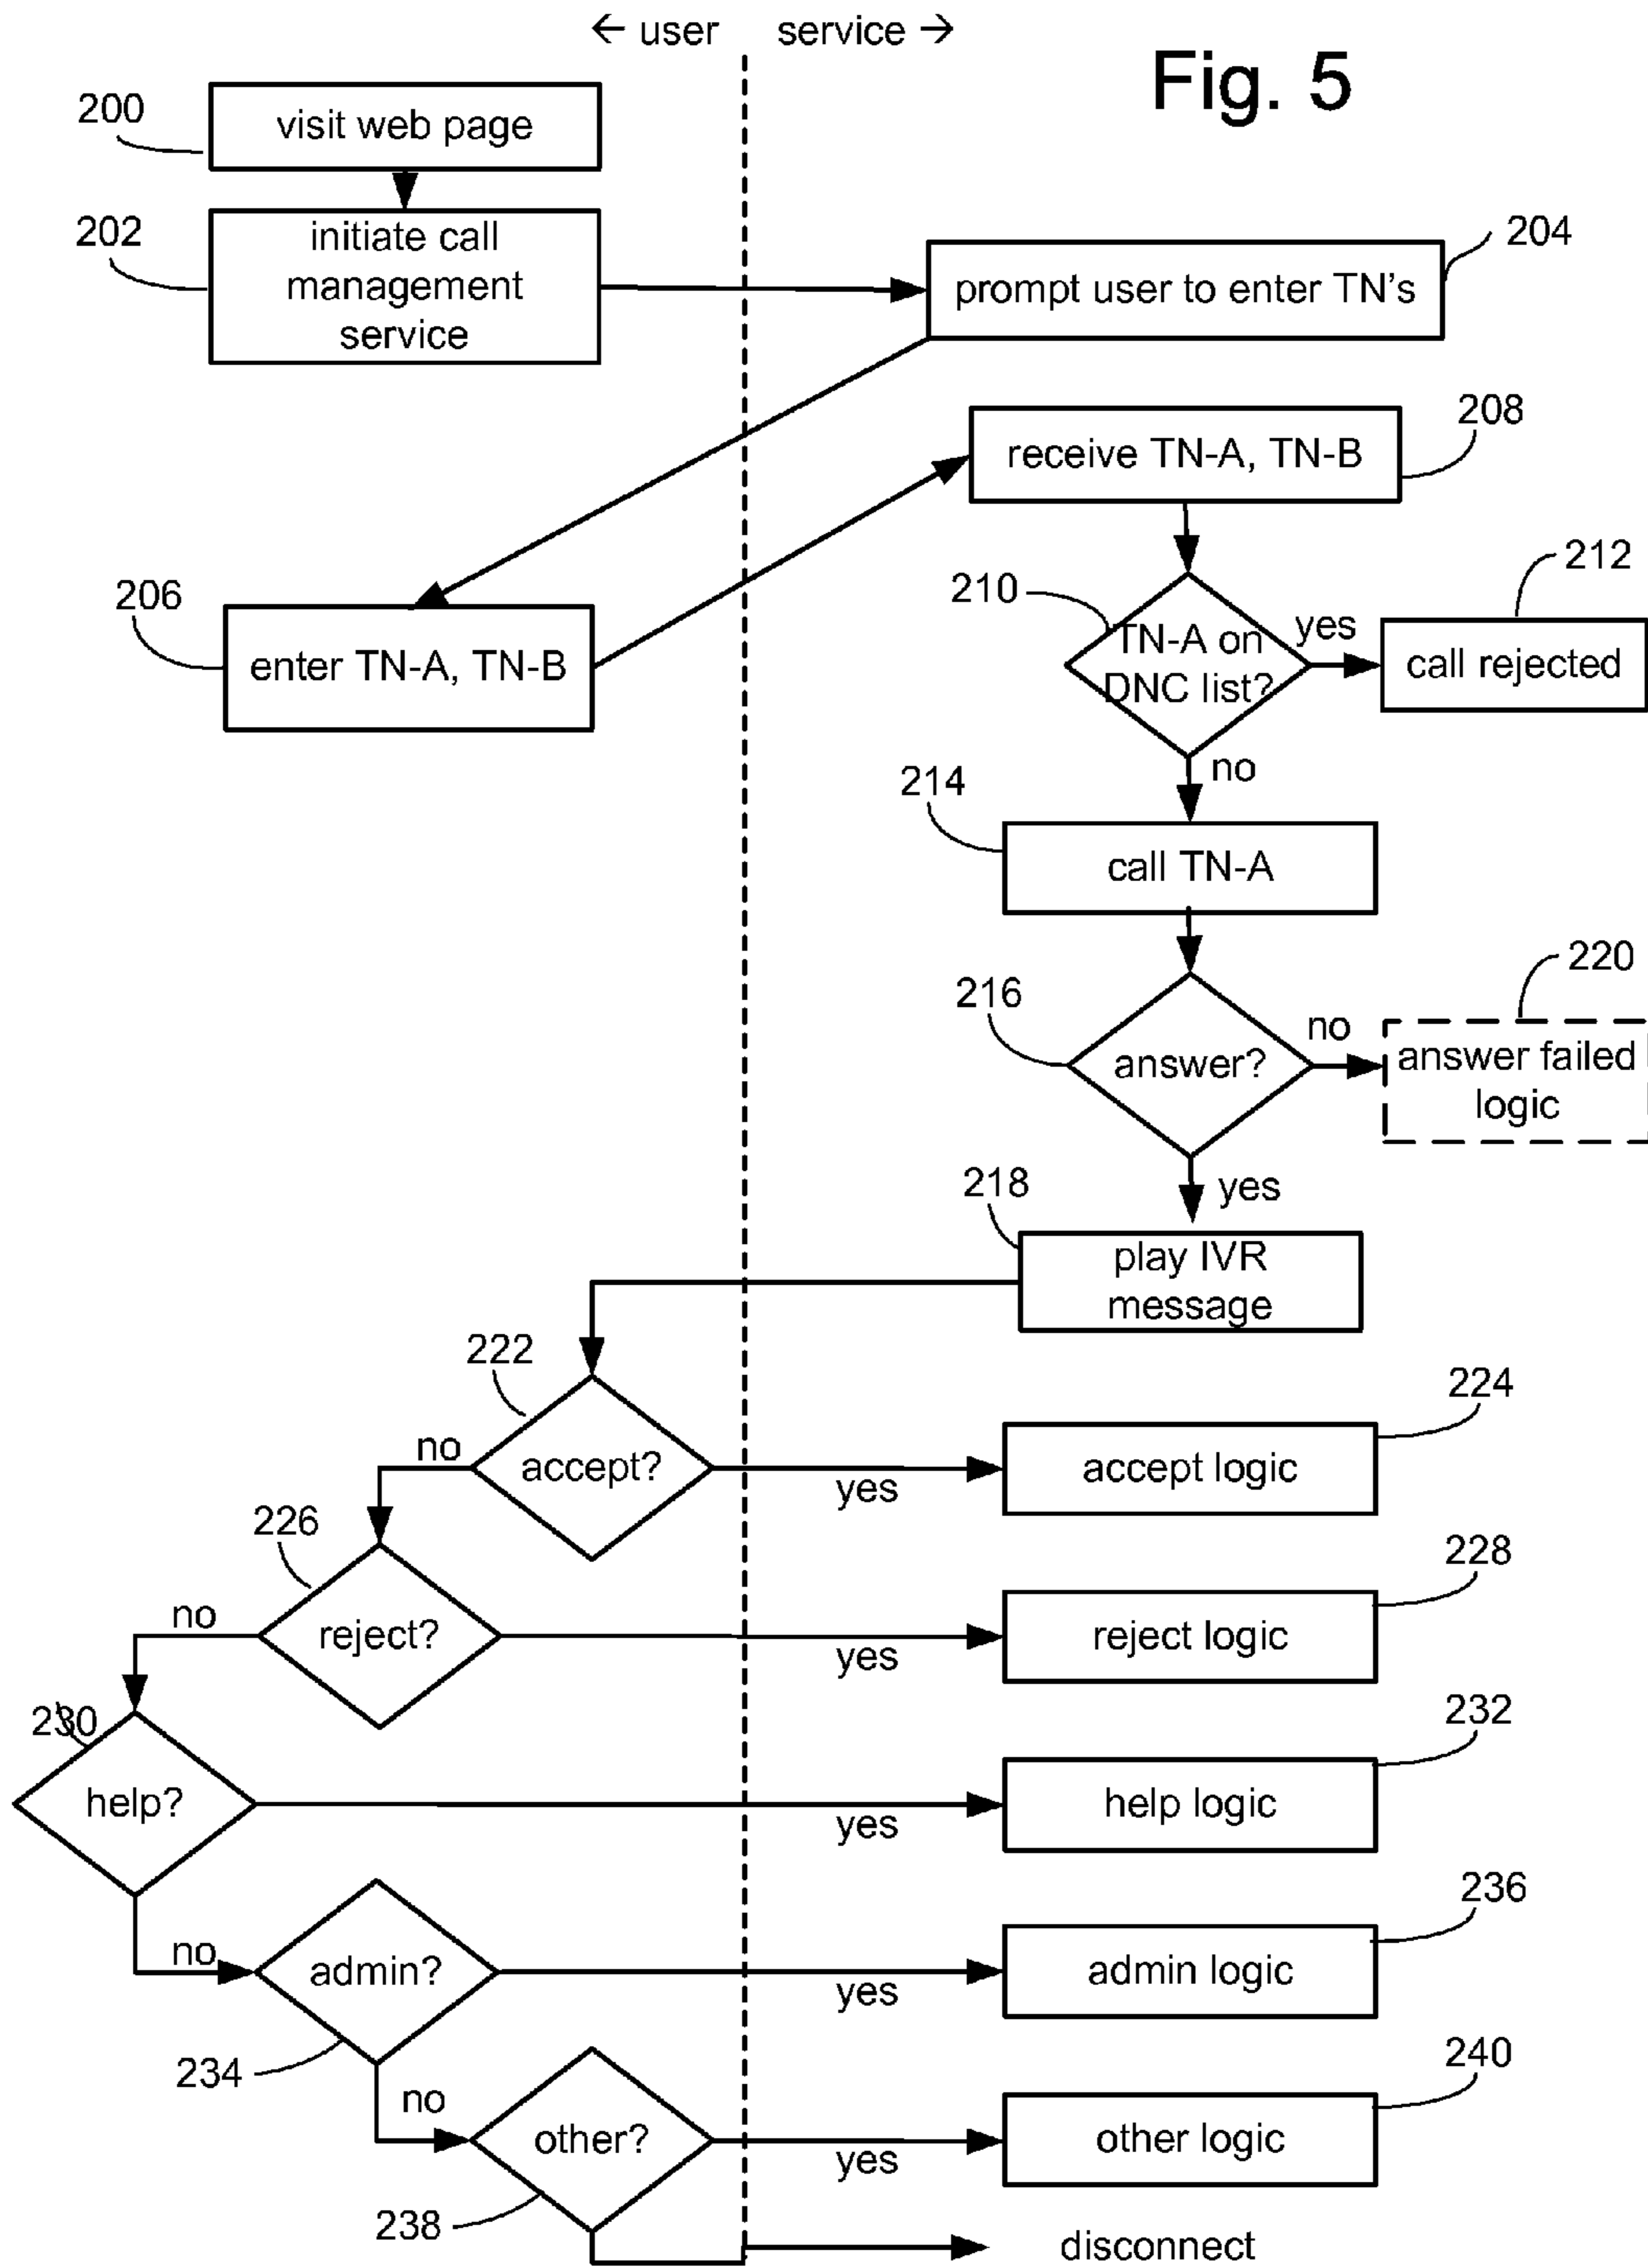 ← user service →
Fig. 5
200
visit web page
202
initiate call
management
service
204
prompt user to enter TN's
208
receive TN-A, TN-B
206
enter TN-A, TN-B
210
TN-A on
DNC list?
yes
212
call rejected
no
214
call TN-A
216
answer?
no
220
answer failed
logic
yes
218
play IVR
message
222
accept?
no
yes
224
accept logic
226
reject?
no
yes
228
reject logic
230
help?
yes
232
help logic
no
admin?
234
yes
236
admin logic
no
other?
238
yes
240
other logic
disconnect